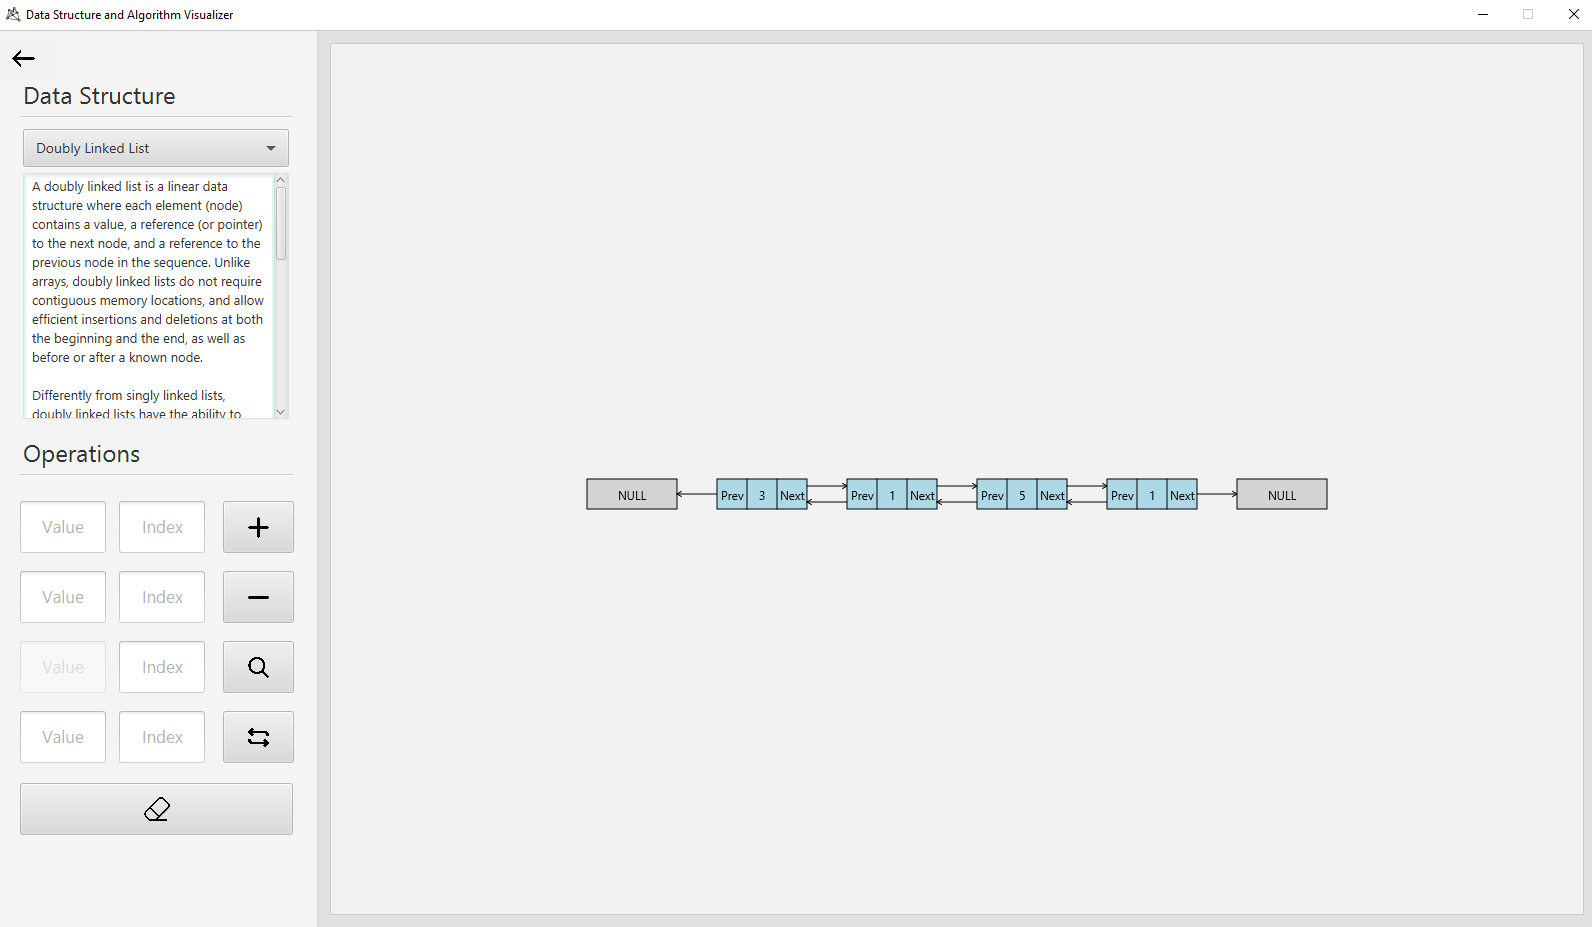 Data Structure and Algorithm Visualizer
Data Structure
Doubly Linked List
A doubly linked list is a linear data
structure where each element (node)
contains a value, a reference (or pointer)
to the next node, and a reference to the
previous node in the sequence. Unlike
arrays, doubly linked lists do not require
contiguous memory locations, and allow
efficient insertions and deletions at both
the beginning and the end, as well as
before or after a known node.
Differently from singly linked lists,
doubly linked lists have the ability to
Operations
Value Index
Value Index
Value Index
Value Index
NULL Prev 3 Next Prev 1 Next Prev 5 Next Prev 1 Next NULL